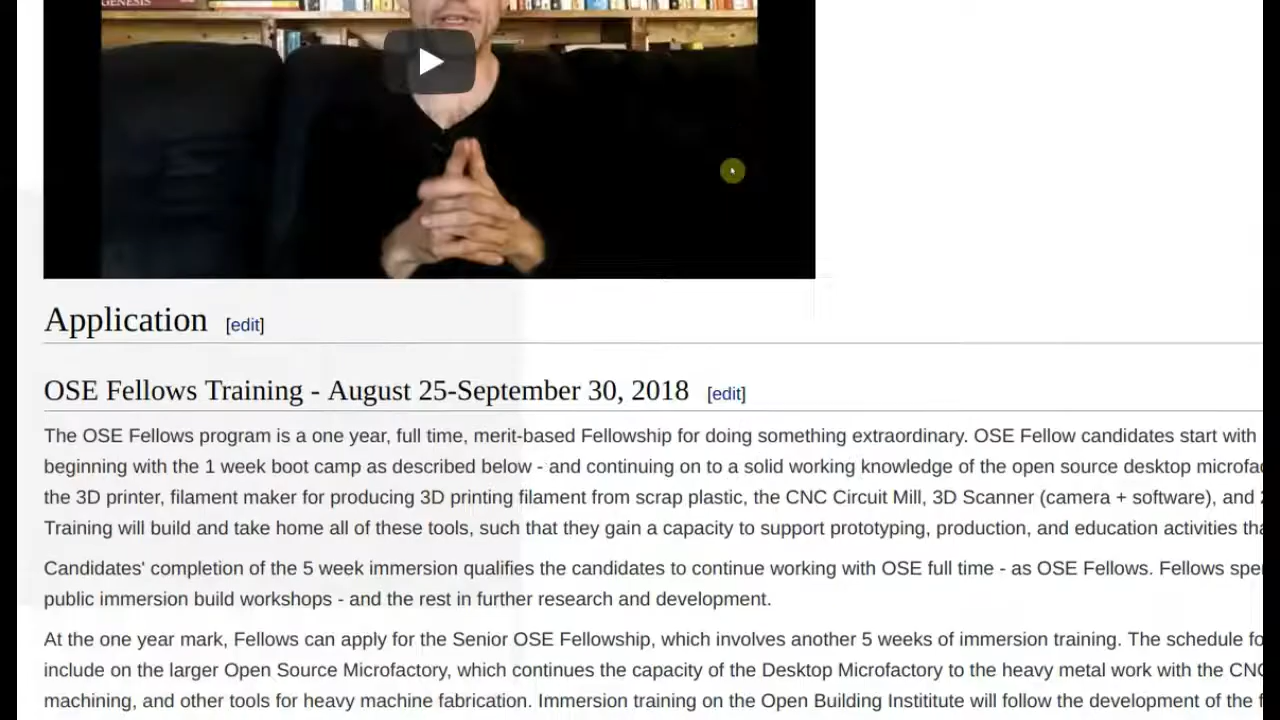 GENESIS
Application [edit]
OSE Fellows Training - August 25-September 30, 2018 [edit]
The OSE Fellows program is a one year, full time, merit-based Fellowship for doing something extraordinary. OSE Fellow candidates start with
beginning with the 1 week boot camp as described below - and continuing on to a solid working knowledge of the open source desktop microfa
the 3D printer, filament maker for producing 3D printing filament from scrap plastic, the CNC Circuit Mill, 3D Scanner (camera + software), and
Training will build and take home all of these tools, such that they gain a capacity to support prototyping, production, and education activities tha
Candidates' completion of the 5 week immersion qualifies the candidates to continue working with OSE full time - as OSE Fellows. Fellows spe
public immersion build workshops - and the rest in further research and development.
At the one year mark, Fellows can apply for the Senior OSE Fellowship, which involves another 5 weeks of immersion training. The schedule fo
include on the larger Open Source Microfactory, which continues the capacity of the Desktop Microfactory to the heavy metal work with the CNC
machining, and other tools for heavy machine fabrication. Immersion training on the Open Building Instititute will follow the development of the f